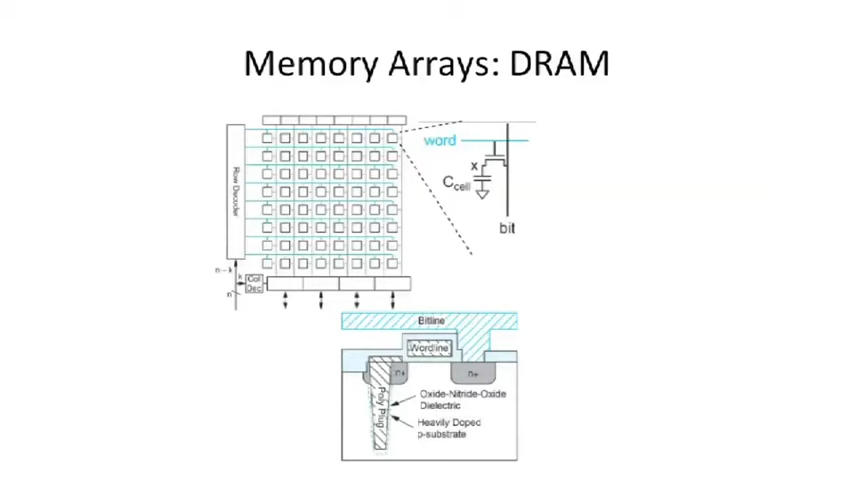 Memory Arrays: DRAM
Row Decoder
n – k
k
n
Col
Dec
word
x
Ccell
bit
Bitline
Wordline
n+
n+
Poly Plug
Oxide-Nitride-Oxide
Dielectric
Heavily Doped
p-substrate